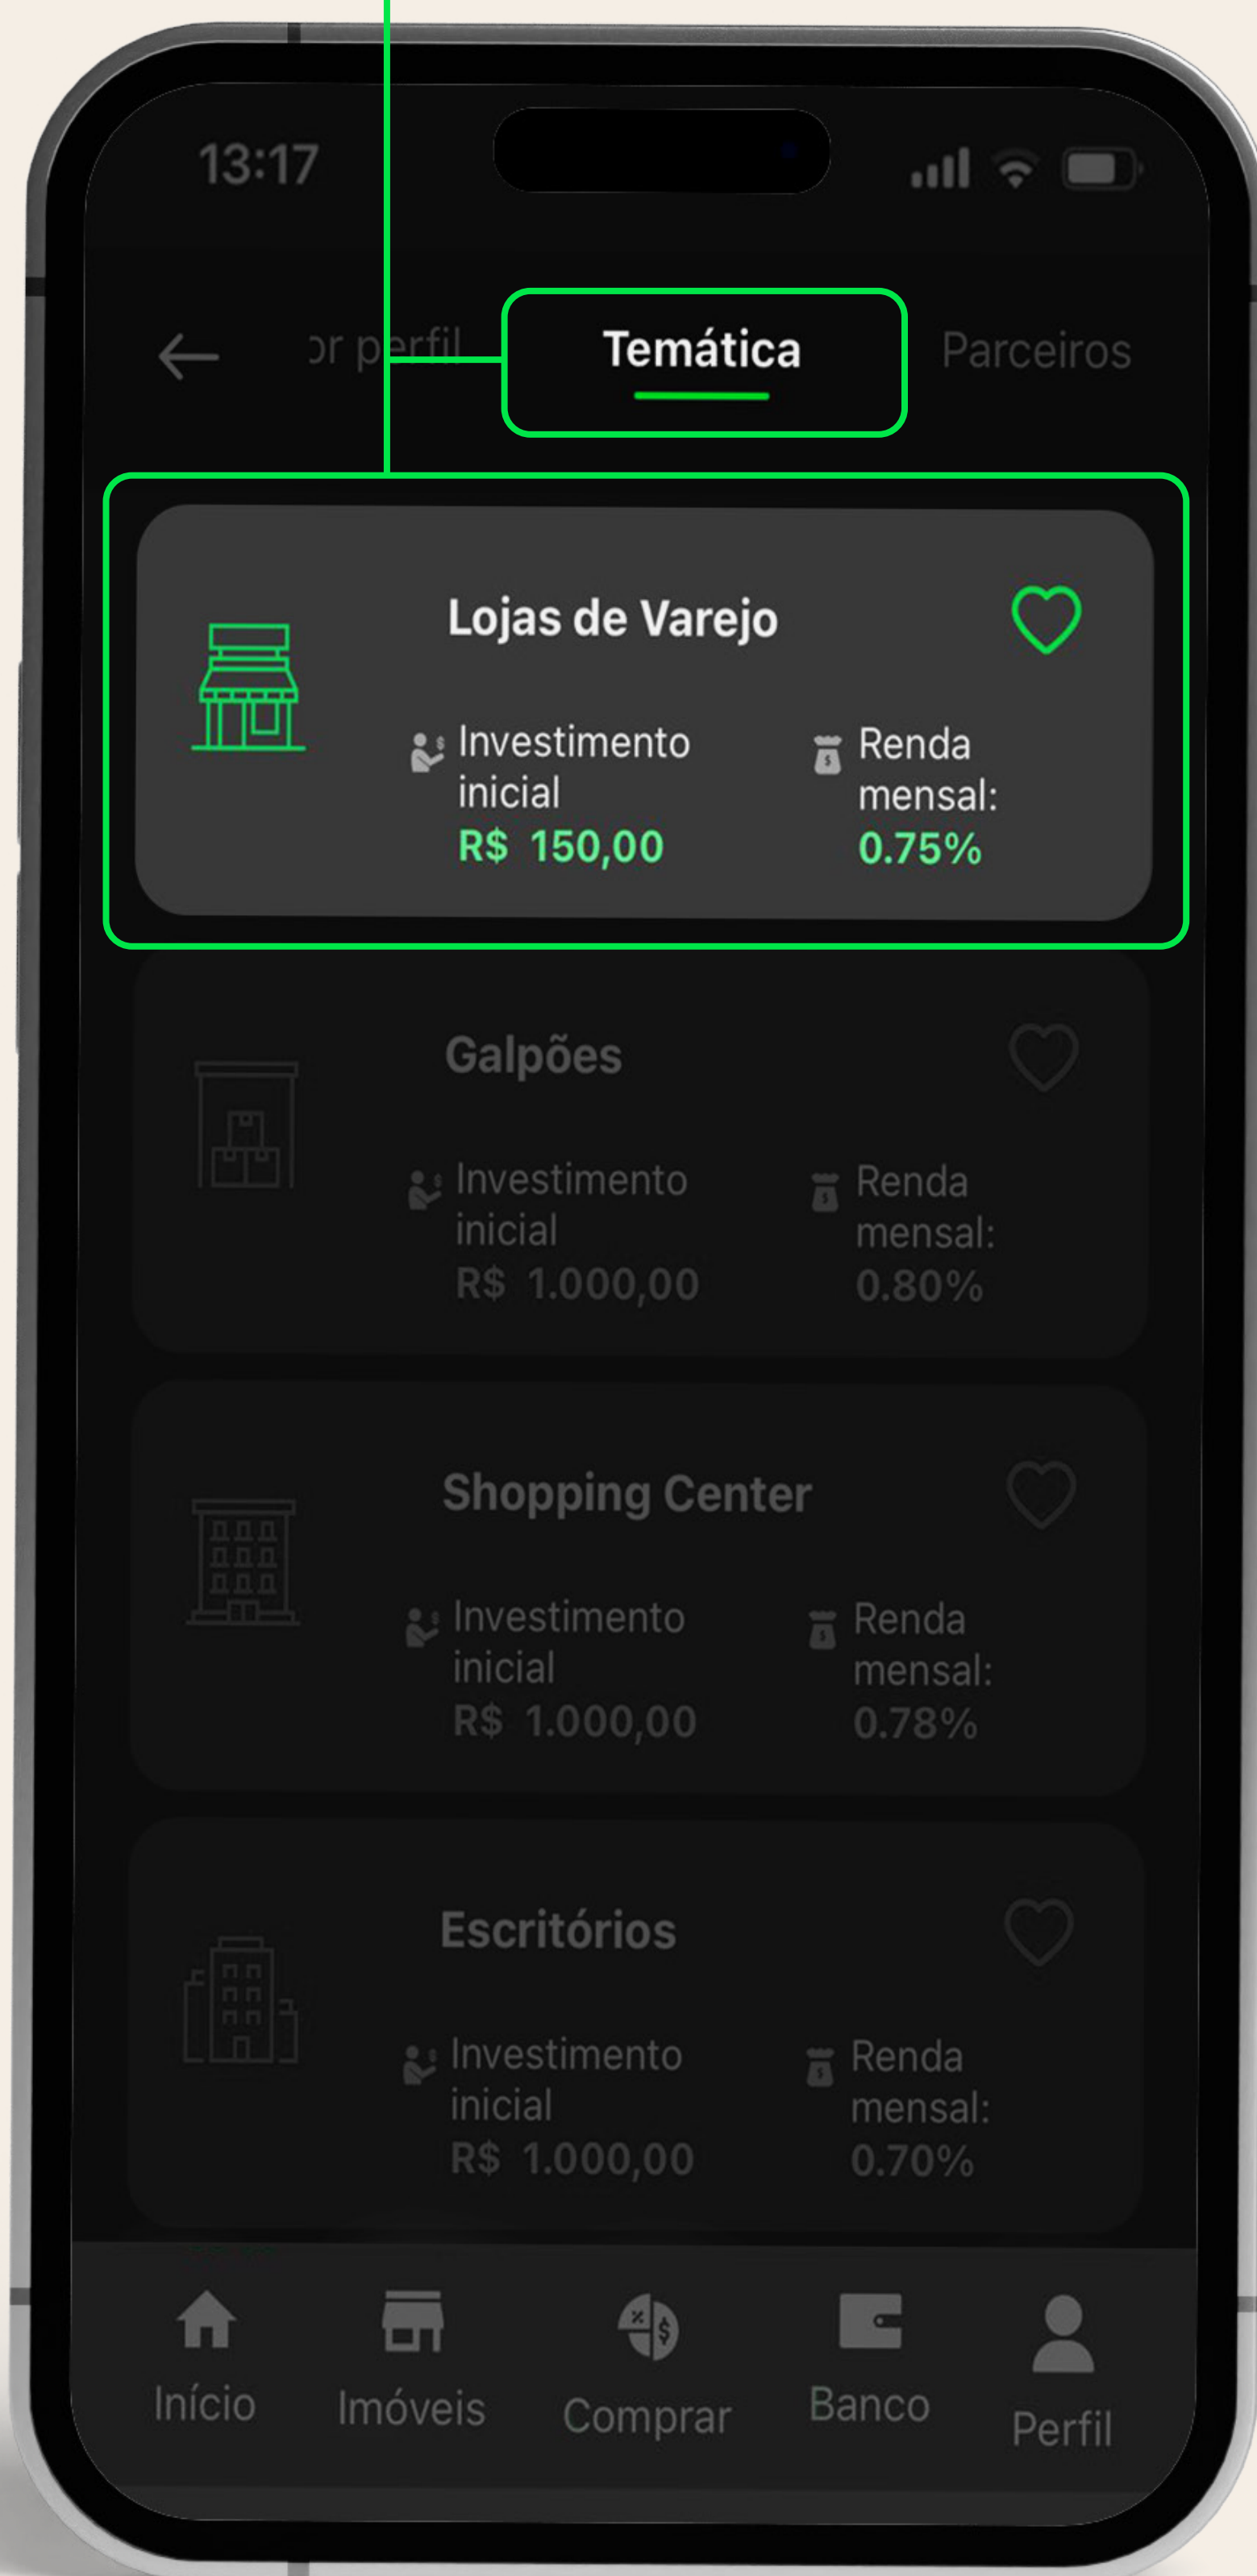 13:17
or perfil Temática Parceiros
Lojas de Varejo
Investimento inicial
R$ 150,00
Renda mensal:
0.75%
Galpões
Investimento inicial
R$ 1.000,00
Renda mensal:
0.80%
Shopping Center
Investimento inicial
R$ 1.000,00
Renda mensal:
0.78%
Escritórios
Investimento inicial
R$ 1.000,00
Renda mensal:
0.70%
Início Imóveis Comprar Banco Perfil